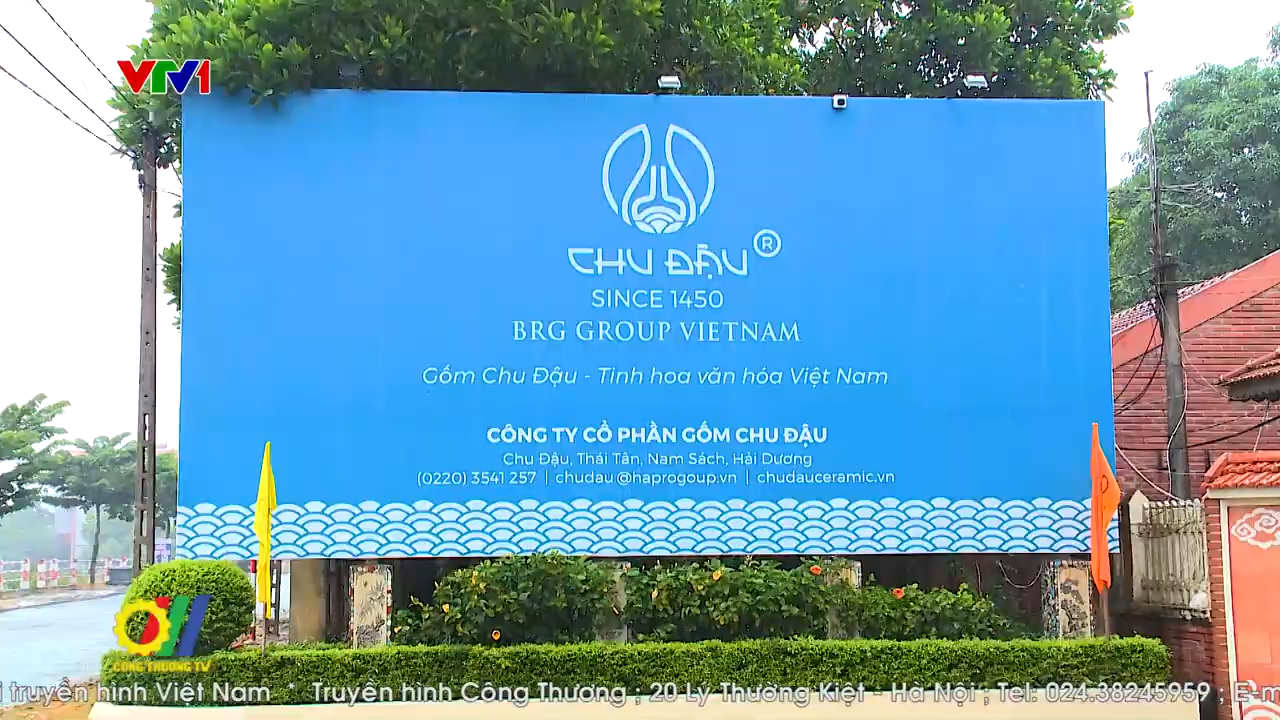 VTV1
CHU ĐẬU®
SINCE 1450
BRG GROUP VIETNAM
Gốm Chu Đậu - Tinh hoa văn hóa Việt Nam
CÔNG TY CỔ PHẦN GỐM CHU ĐẬU
Chu Đậu, Thái Tân, Nam Sách, Hải Dương
(0220) 3541 257 | chudau@haprogoup.vn | chudauceramic.vn
CÔNG THƯƠNG TV
i truyền hình Việt Nam * Truyền hình Công Thương ; 20 Lý Thường Kiệt - Hà Nội ; Tel: 024.38245959 ; E-m